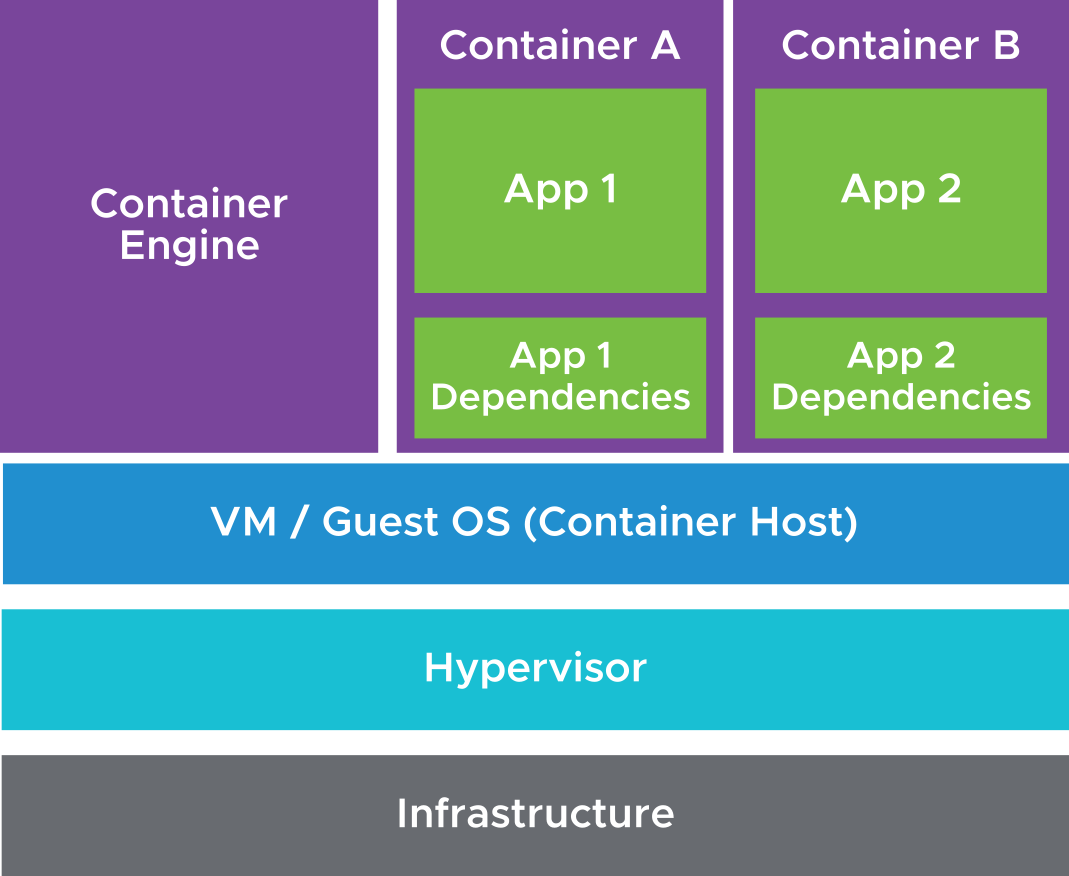 Container
Engine
Container A
App 1
App 1
Dependencies
Container B
App 2
App 2
Dependencies
VM / Guest OS (Container Host)
Hypervisor
Infrastructure